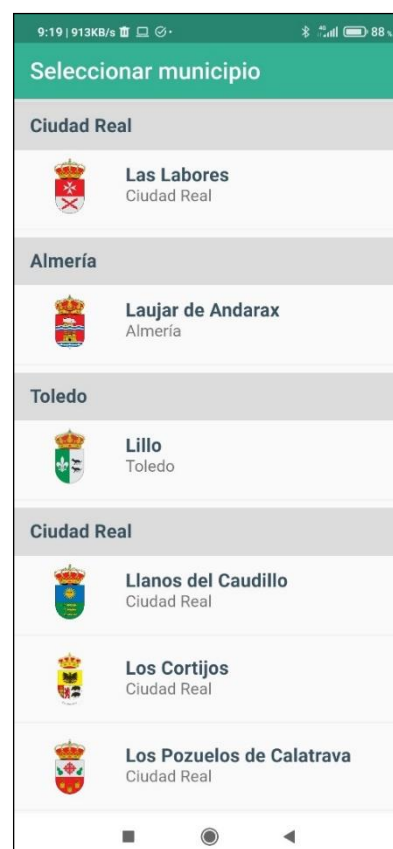 9:19 | 913KB/s
4G
88%
Seleccionar municipio
Ciudad Real
Las Labores
Ciudad Real
Almería
Laujar de Andarax
Almería
Toledo
Lillo
Toledo
Ciudad Real
Llanos del Caudillo
Ciudad Real
Los Cortijos
Ciudad Real
Los Pozuelos de Calatrava
Ciudad Real